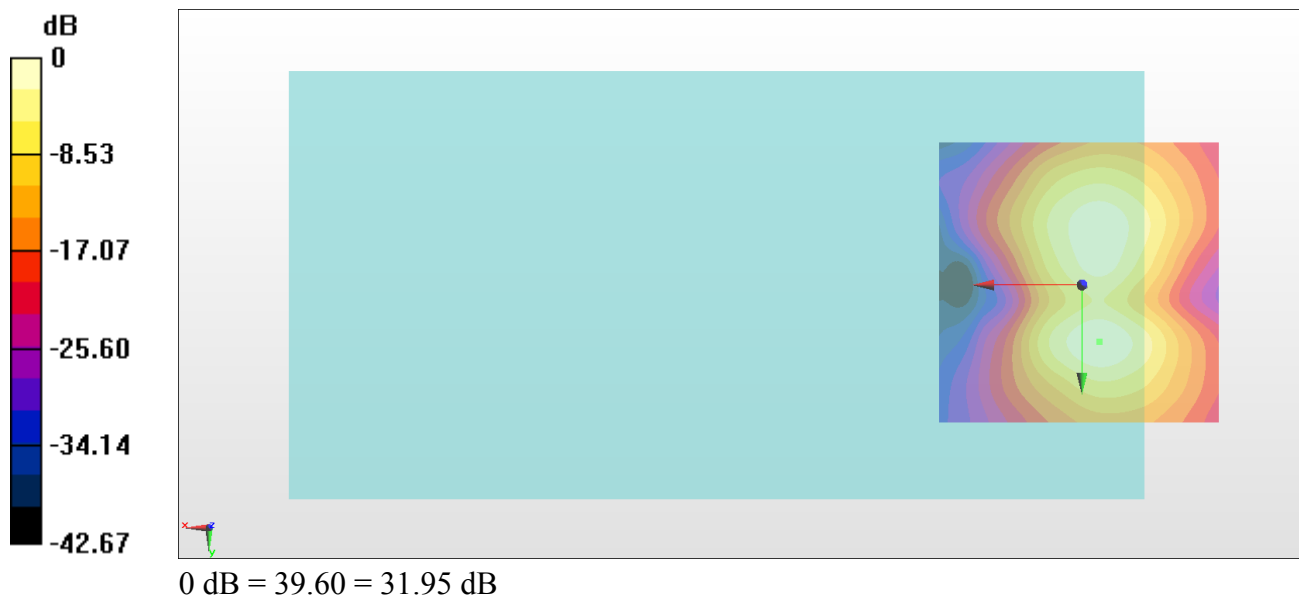 dB
0
-8.53
-17.07
-25.60
-34.14
-42.67
x z
y
0 dB = 39.60 = 31.95 dB